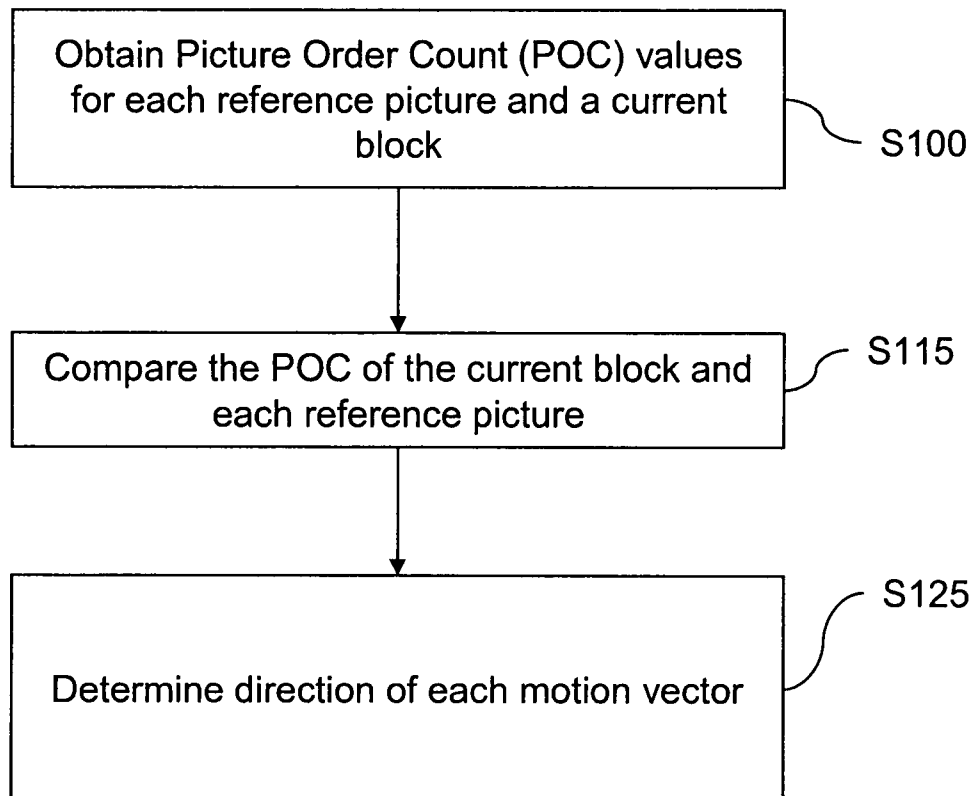 Obtain Picture Order Count (POC) values
for each reference picture and a current
block
S100
Compare the POC of the current block and
each reference picture
S115
Determine direction of each motion vector
S125